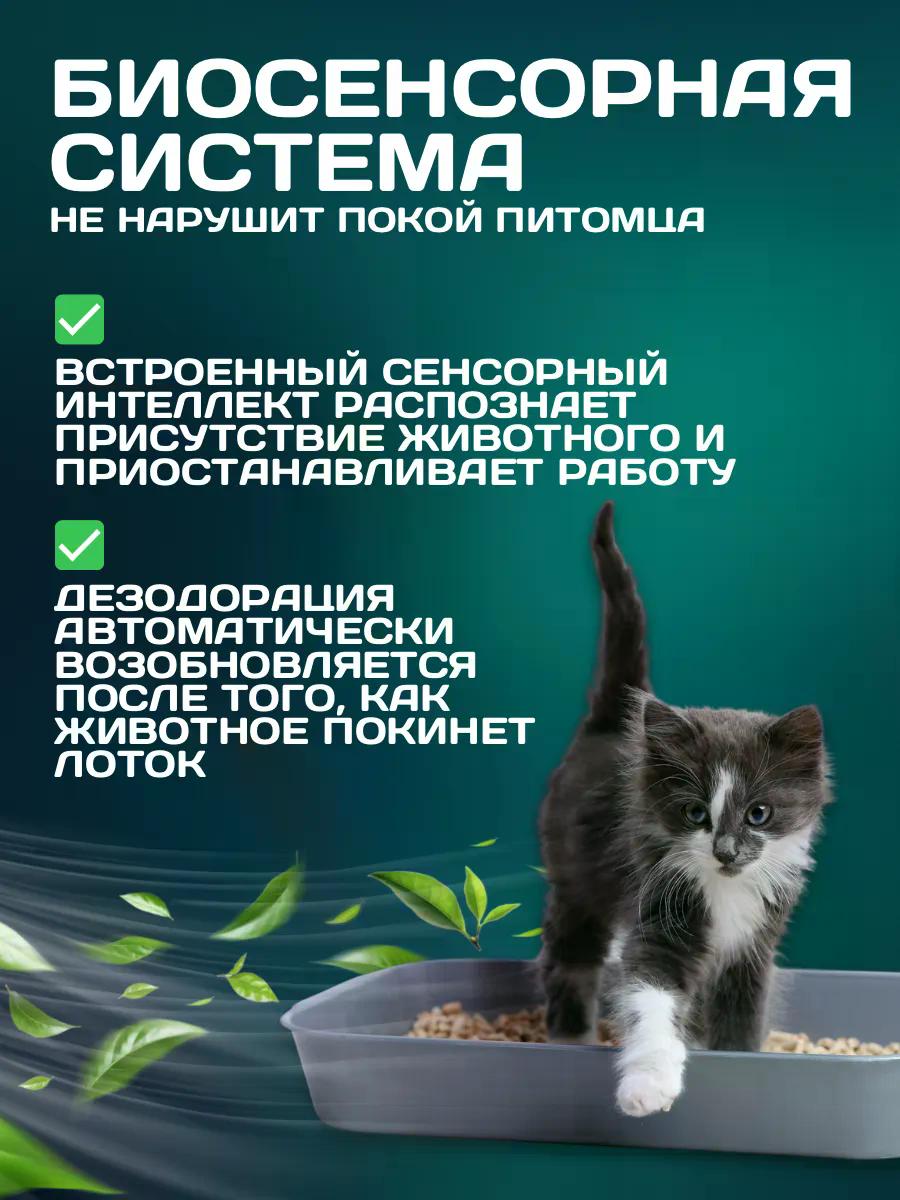 БИОСЕНСОРНАЯ
СИСТЕМА
НЕ НАРУШИТ ПОКОЙ ПИТОМЦА
ВСТРОЕННЫЙ СЕНСОРНЫЙ
ИНТЕЛЛЕКТ РАСПОЗНАЕТ
ПРИСУТСТВИЕ ЖИВОТНОГО И
ПРИОСТАНАВЛИВАЕТ РАБОТУ
ДЕЗОДОРАЦИЯ
АВТОМАТИЧЕСКИ
ВОЗОБНОВЛЯЕТСЯ
ПОСЛЕ ТОГО, КАК
ЖИВОТНОЕ ПОКИНЕТ
ЛОТОК